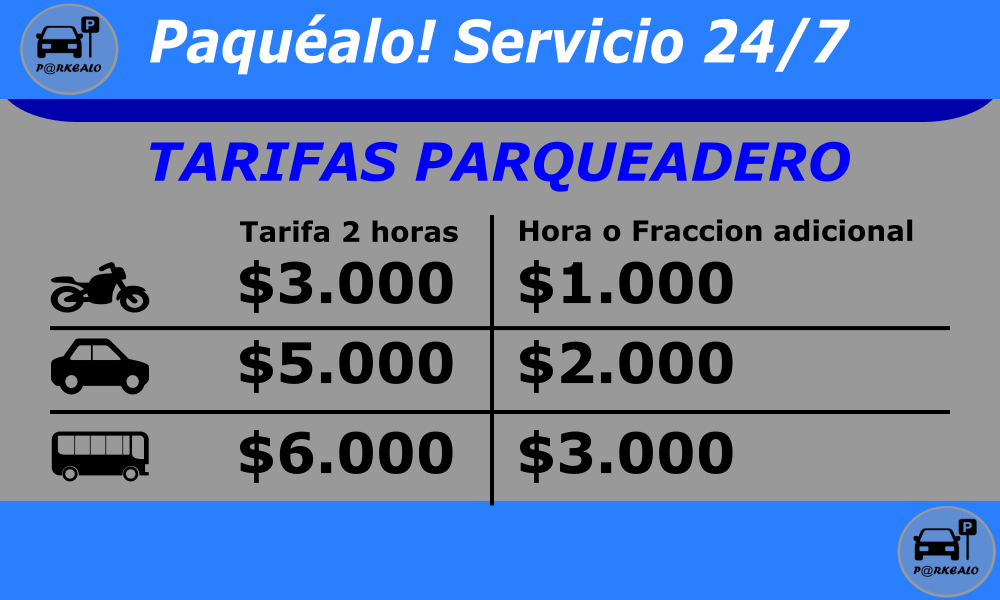 P
P@RKEALO
Paquéalo! Servicio 24/7
TARIFAS PARQUEADERO
Tarifa 2 horas
Hora o Fraccion adicional
$3.000
$1.000
$5.000
$2.000
$6.000
$3.000
P
P@RKEALO